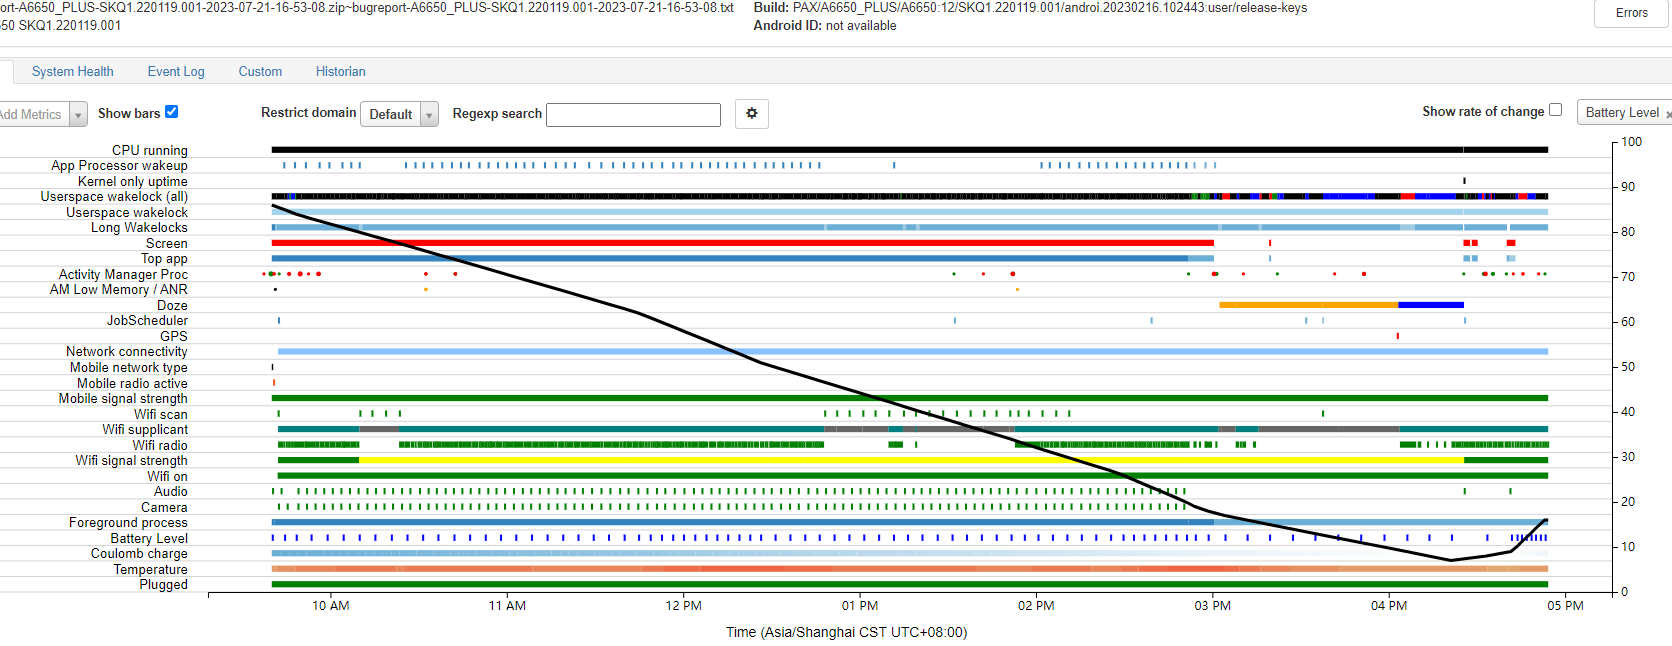 ort-A6650_PLUS-SKQ1.220119.001-2023-07-21-16-53-08.zip~bugreport-A6650_PLUS-SKQ1.220119.001-2023-07-21-16-53-08.txt
Build: PAX/A6650_PLUS/A6650:12/SKQ1.220119.001/androi.20230216.102443:user/release-keys
Errors
50 SKQ1.220119.001
Android ID: not available
System Health
Event Log
Custom
Historian
Add Metrics
Show bars
Restrict domain
Default
Regexp search
Show rate of change
Battery Level
CPU running
App Processor wakeup
Kernel only uptime
Userspace wakelock (all)
Userspace wakelock
Long Wakelocks
Screen
Top app
Activity Manager Proc
AM Low Memory / ANR
Doze
JobScheduler
GPS
Network connectivity
Mobile network type
Mobile radio active
Mobile signal strength
Wifi scan
Wifi supplicant
Wifi radio
Wifi signal strength
Wifi on
Audio
Camera
Foreground process
Battery Level
Coulomb charge
Temperature
Plugged
100
90
80
70
60
50
40
30
20
10
0
10 AM
11 AM
12 PM
01 PM
02 PM
03 PM
04 PM
05 PM
Time (Asia/Shanghai CST UTC+08:00)